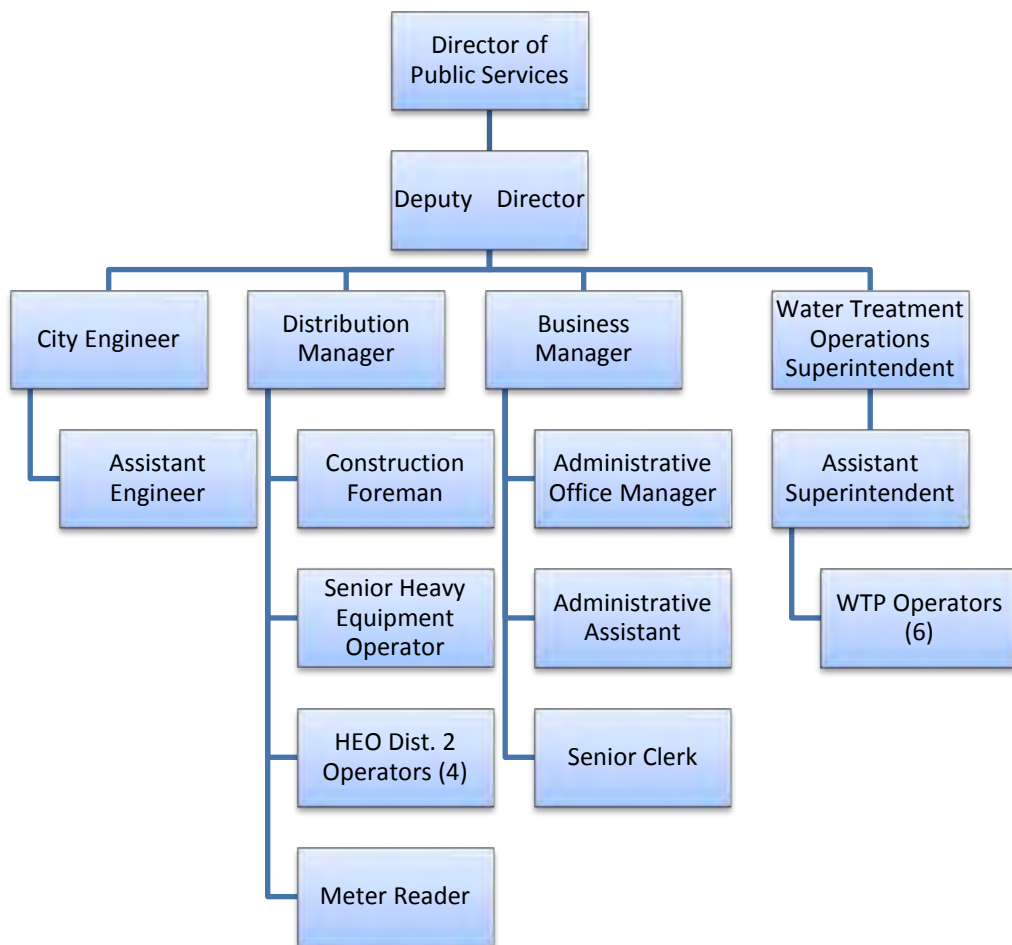 Director of
Public Services
Deputy Director
City Engineer
Distribution
Manager
Business
Manager
Water Treatment
Operations
Superintendent
Assistant
Engineer
Construction
Foreman
Administrative
Office Manager
Assistant
Superintendent
Senior Heavy
Equipment
Operator
Administrative
Assistant
WTP Operators
(6)
HEO Dist. 2
Operators (4)
Senior Clerk
Meter Reader